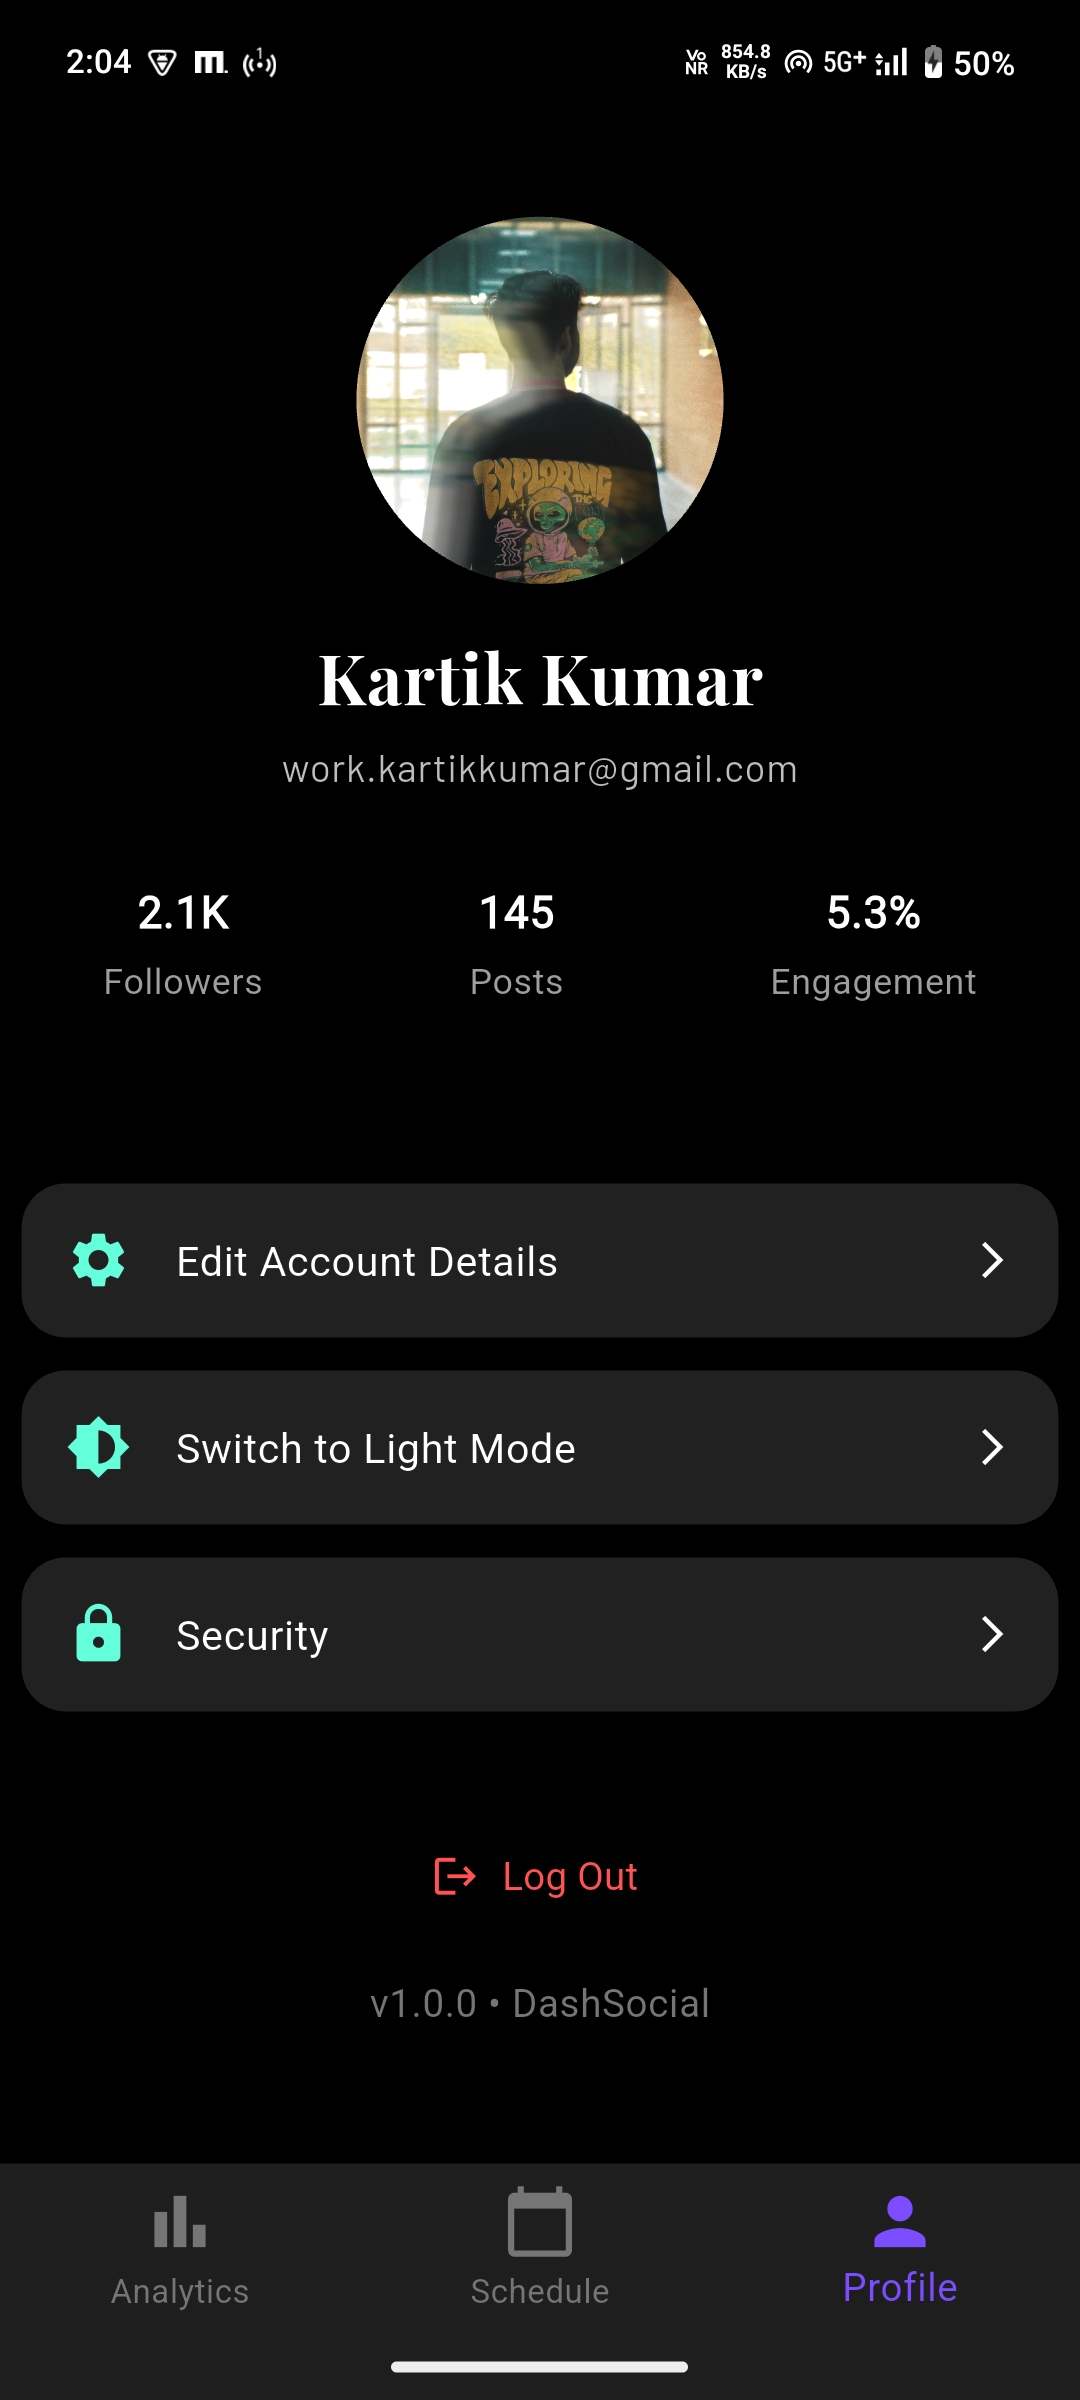 2:04 m. 1 Vo NR 854.8 KB/s 5G+ 50%
EXPLORING
THE
Kartik Kumar
work.kartikkumar@gmail.com
2.1K 145 5.3%
Followers Posts Engagement
Edit Account Details
Switch to Light Mode
Security
Log Out
v1.0.0 • DashSocial
Analytics Schedule Profile